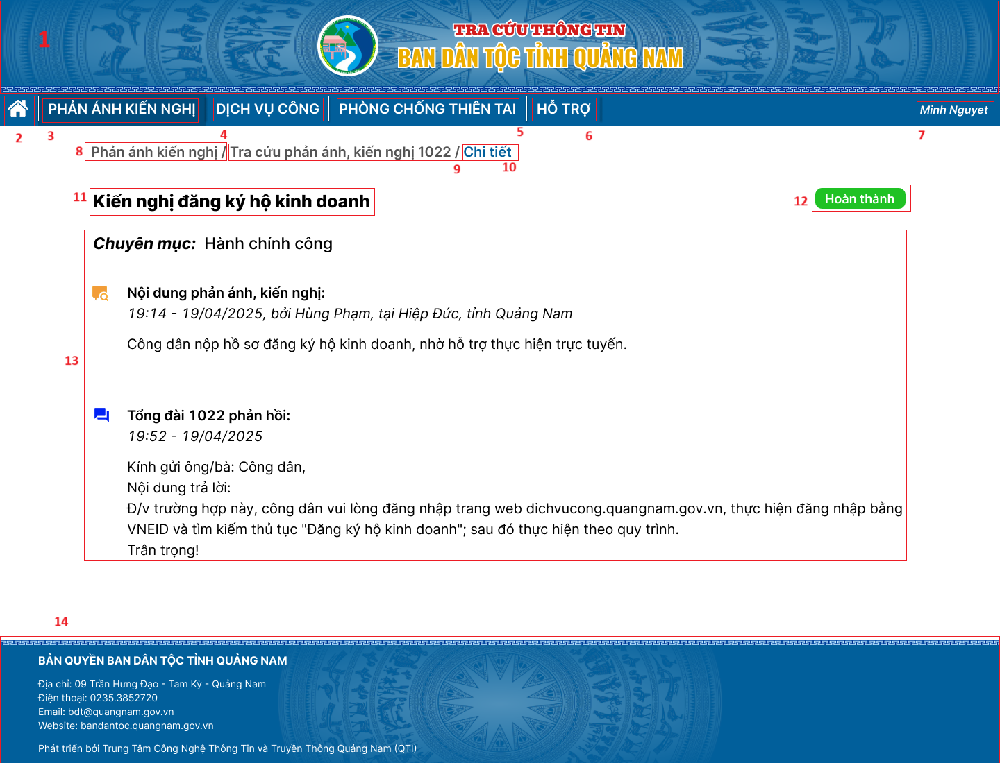 1
TRA CỨU THÔNG TIN
BAN DÂN TỘC TỈNH QUẢNG NAM
PHẢN ÁNH KIẾN NGHỊ
DỊCH VỤ CÔNG
PHÒNG CHỐNG THIÊN TAI
HỖ TRỢ
Minh Nguyet
2
3
4
5
6
7
8
Phản ánh kiến nghị / Tra cứu phản ánh, kiến nghị 1022 / Chi tiết
9
10
11
Kiến nghị đăng ký hộ kinh doanh
12
Hoàn thành
Chuyên mục: Hành chính công
Nội dung phản ánh, kiến nghị:
19:14 - 19/04/2025, bởi Hùng Phạm, tại Hiệp Đức, tỉnh Quảng Nam
Công dân nộp hồ sơ đăng ký hộ kinh doanh, nhờ hỗ trợ thực hiện trực tuyến.
13
Tổng đài 1022 phản hồi:
19:52 - 19/04/2025
Kính gửi ông/bà: Công dân,
Nội dung trả lời:
Đ/v trường hợp này, công dân vui lòng đăng nhập trang web dichvucong.quangnam.gov.vn, thực hiện đăng nhập bằng
VNEID và tìm kiếm thủ tục "Đăng ký hộ kinh doanh"; sau đó thực hiện theo quy trình.
Trân trọng!
14
BẢN QUYỀN BAN DÂN TỘC TỈNH QUẢNG NAM
Địa chỉ: 09 Trần Hưng Đạo - Tam Kỳ - Quảng Nam
Điện thoại: 0235.3852720
Email: bdt@quangnam.gov.vn
Website: bandantoc.quangnam.gov.vn
Phát triển bởi Trung Tâm Công Nghệ Thông Tin và Truyền Thông Quảng Nam (QTI)